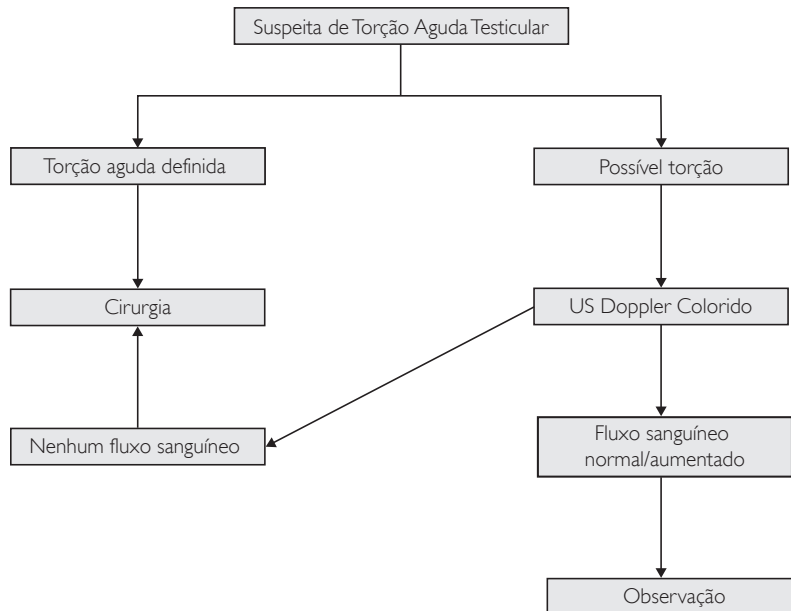 Suspeita de Torção Aguda Testicular
Torção aguda definida
Possível torção
Cirurgia
US Doppler Colorido
Nenhum fluxo sanguíneo
Fluxo sanguíneo
normal/aumentado
Observação